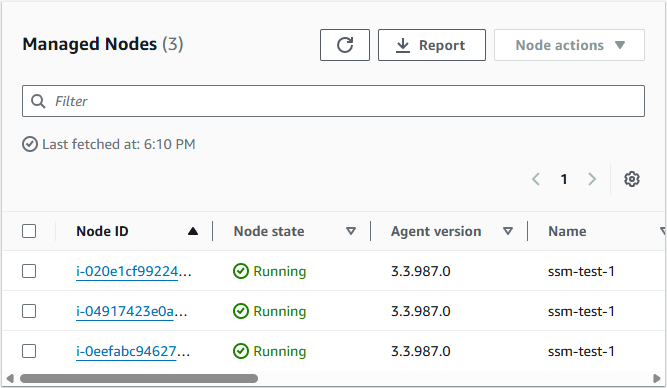 Managed Nodes (3)
Report
Node actions
Filter
Last fetched at: 6:10 PM
1
Node ID Node state Agent version Name
i-020e1cf99224... Running 3.3.987.0 ssm-test-1
i-04917423e0a... Running 3.3.987.0 ssm-test-1
i-0eefabc94627... Running 3.3.987.0 ssm-test-1